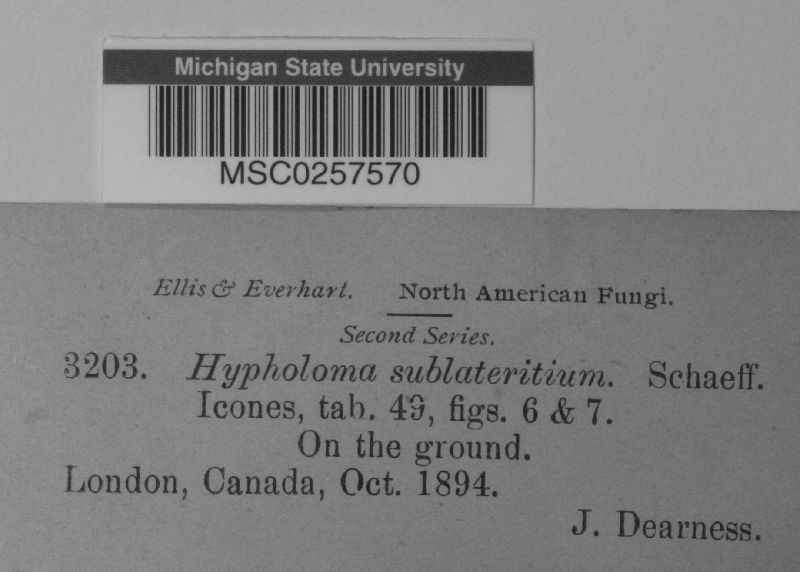 Michigan State University
MSC0257570
Ellis & Everhart. North American Fungi.
Second Series.
3203. Hypholoma sublateritium. Schaeff.
Icones, tab. 49, figs. 6 & 7.
On the ground.
London, Canada, Oct. 1894.
J. Dearness.